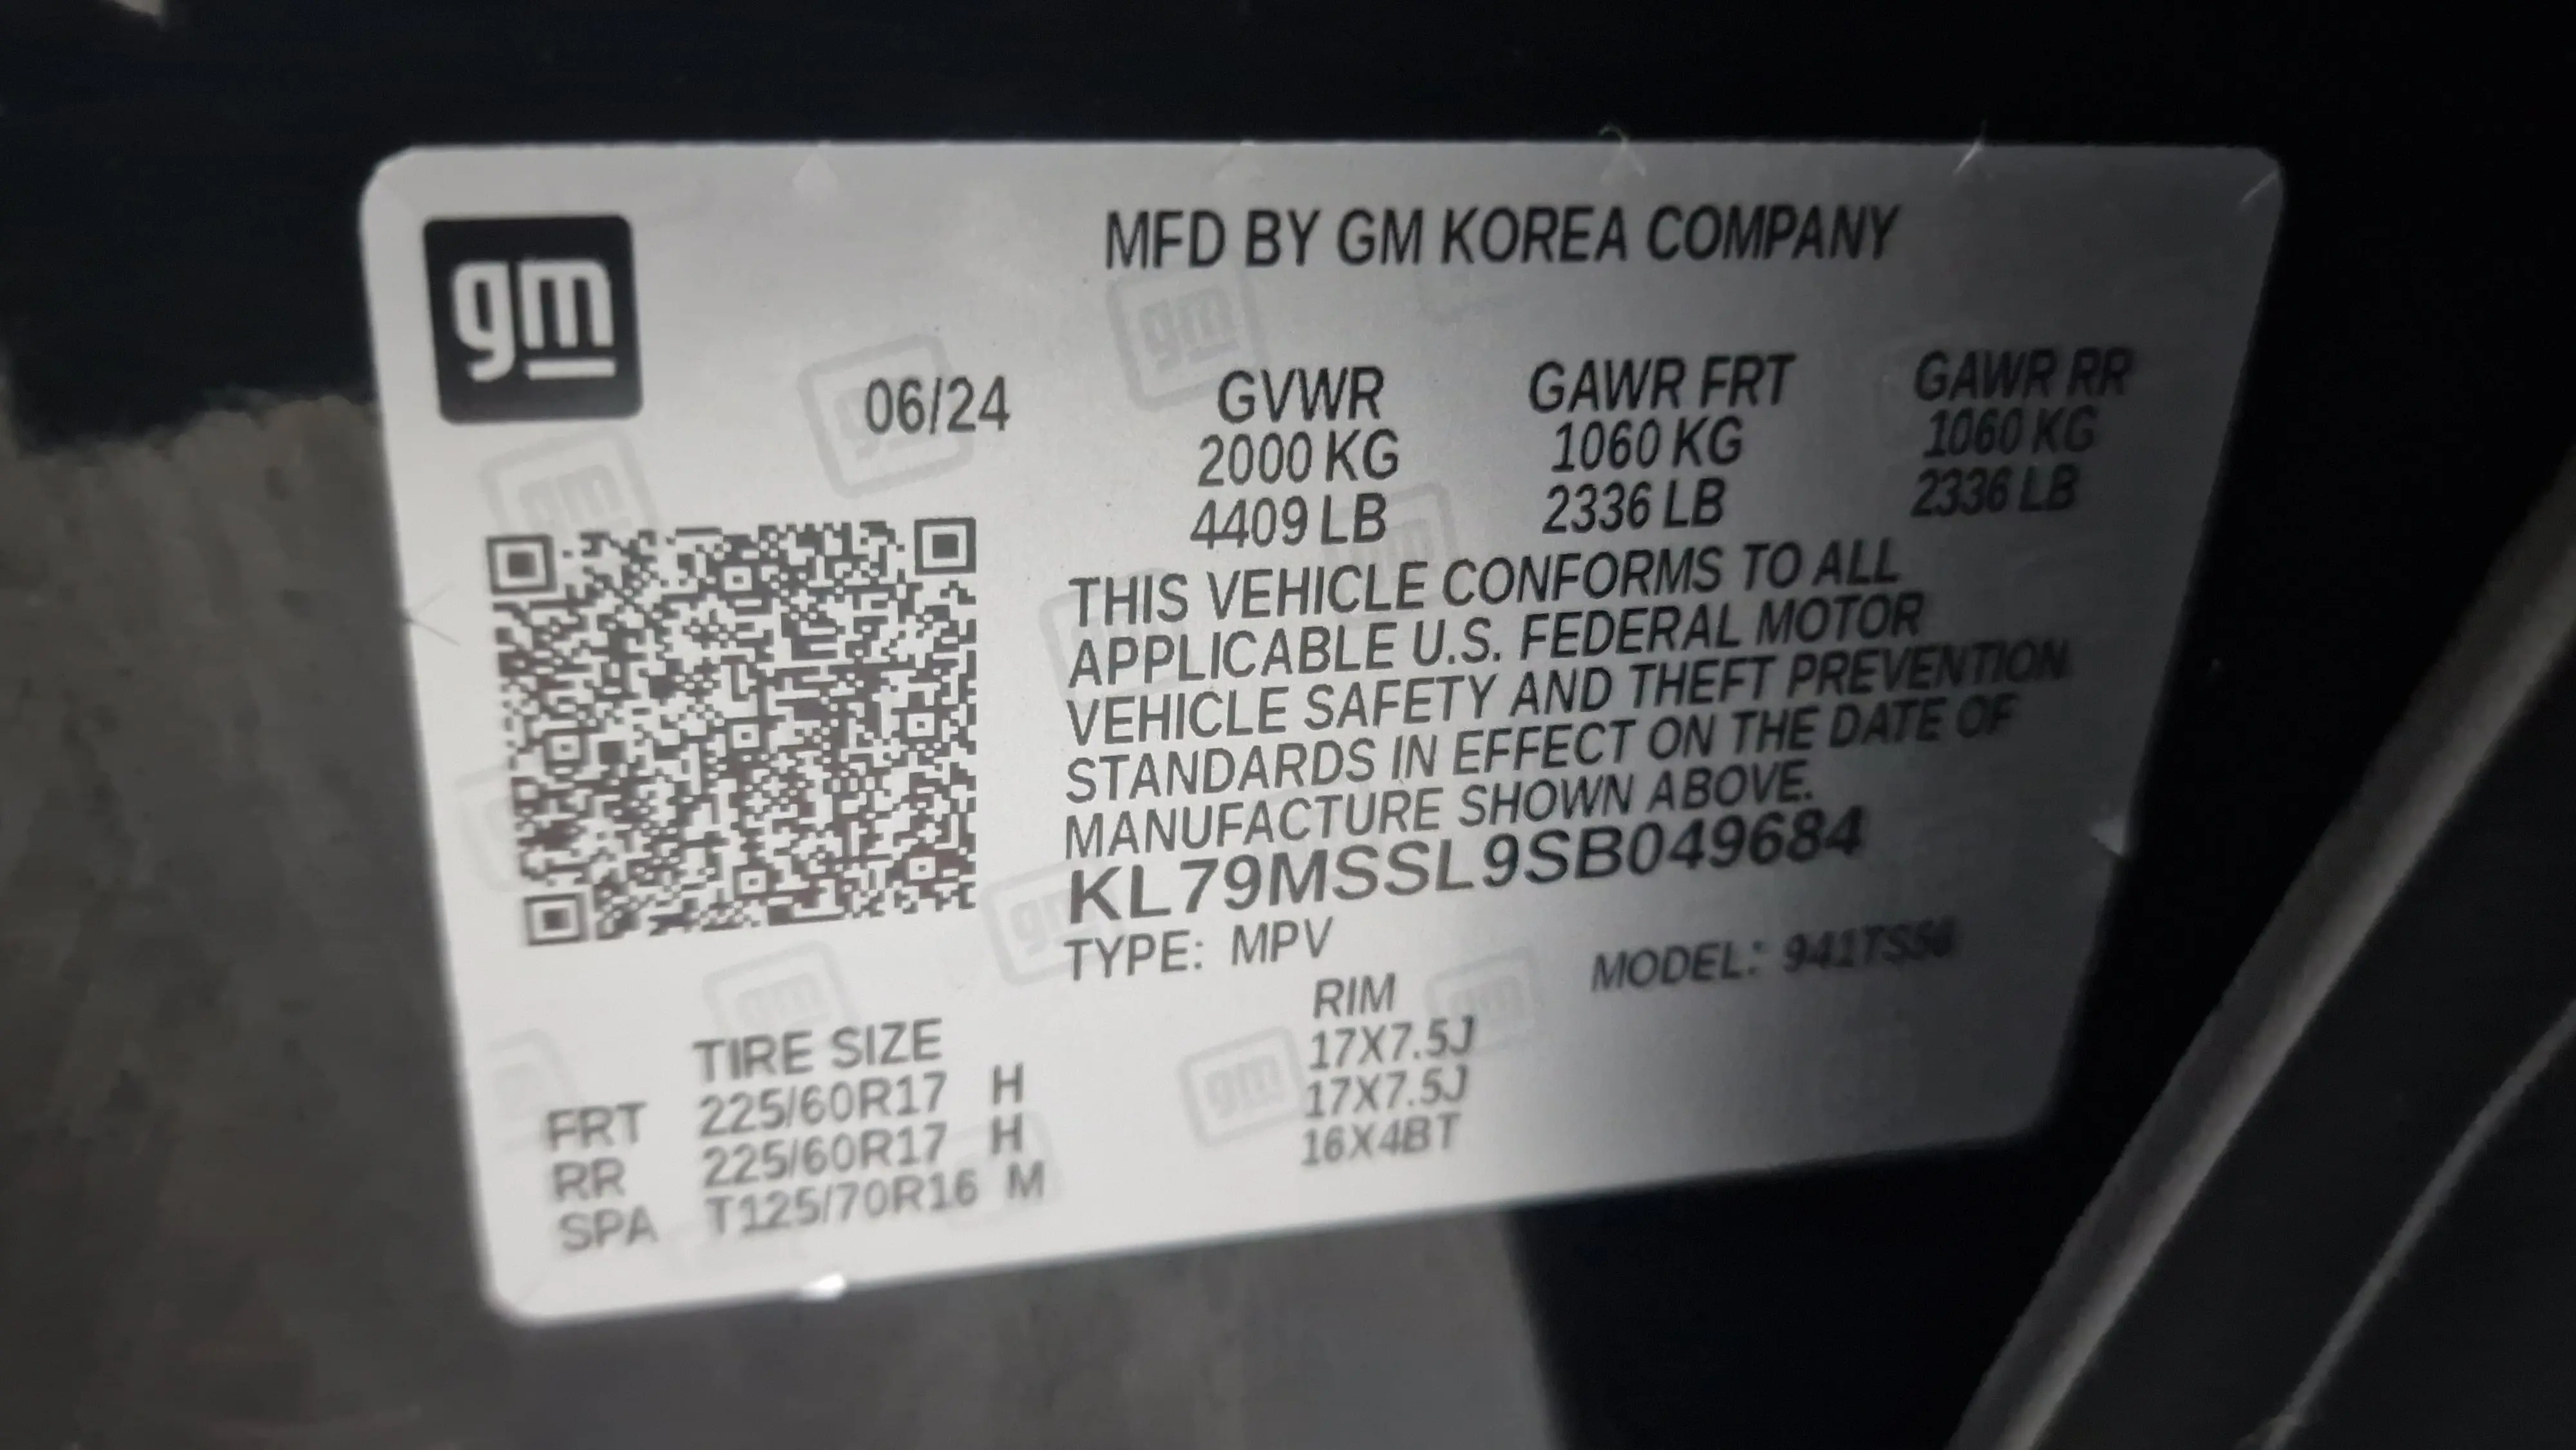 gm
MFD BY GM KOREA COMPANY
06/24
GVWR GAWR FRT GAWR RR
2000 KG 1060 KG 1060 KG
4409 LB 2336 LB 2336 LB
THIS VEHICLE CONFORMS TO ALL
APPLICABLE U.S. FEDERAL MOTOR
VEHICLE SAFETY AND THEFT PREVENTION
STANDARDS IN EFFECT ON THE DATE OF
MANUFACTURE SHOWN ABOVE.
KL79MSSL9SB049684
TYPE: MPV MODEL:
TIRE SIZE RIM
FRT 225/60R17 H 17X7.5J
RR 225/60R17 H 17X7.5J
SPA T125/70R16 M 16X4BT